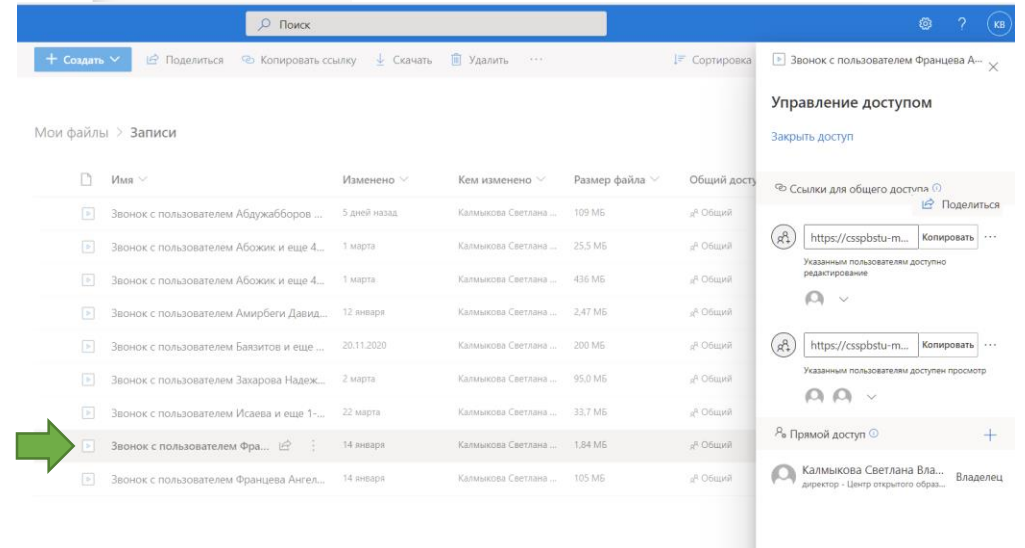 Поиск
? КВ
+ Создать Поделиться Копировать ссылку Скачать Удалить ... Сортировка
Мои файлы > Записи
Имя Изменено Кем изменено Размер файла Общий досту
Звонок с пользователем Абдужабборов ... 5 дней назад Калмыкова Светлана ... 109 МБ Общий
Звонок с пользователем Абожик и еще 4... 1 марта Калмыкова Светлана ... 25,5 МБ Общий
Звонок с пользователем Абожик и еще 4... 1 марта Калмыкова Светлана ... 436 МБ Общий
Звонок с пользователем Амирбеги Давид... 12 января Калмыкова Светлана ... 2,47 МБ Общий
Звонок с пользователем Баязитов и еще ... 20.11.2020 Калмыкова Светлана ... 200 МБ Общий
Звонок с пользователем Захарова Надеж... 2 марта Калмыкова Светлана ... 95,0 МБ Общий
Звонок с пользователем Исаева и еще 1-... 22 марта Калмыкова Светлана ... 33,7 МБ Общий
Звонок с пользователем Фра... 14 января Калмыкова Светлана ... 1,84 МБ Общий
Звонок с пользователем Францева Ангел... 14 января Калмыкова Светлана ... 105 МБ Общий
Звонок с пользователем Францева А...
Управление доступом
Закрыть доступ
Ссылки для общего доступа
Поделиться
https://csspbstu-m... Копировать ...
Указанным пользователям доступно
редактирование
https://csspbstu-m... Копировать ...
Указанным пользователям доступен просмотр
Прямой доступ +
Калмыкова Светлана Вла... Владелец
директор - Центр открытого образ...